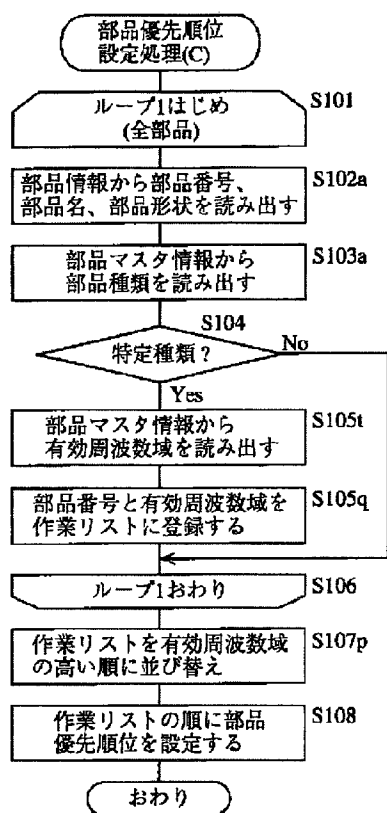 部品優先順位
設定処理(C)
ループ1はじめ
(全部品)
S101
部品情報から部品番号、
部品名、部品形状を読み出す
S102a
部品マスタ情報から
部品種類を読み出す
S103a
S104
特定種類?
No
Yes
部品マスタ情報から
有効周波数域を読み出す
S105t
部品番号と有効周波数域を
作業リストに登録する
S105q
ループ1おわり
S106
作業リストを有効周波数域
の高い順に並び替え
S107p
作業リストの順に部品
優先順位を設定する
S108
おわり